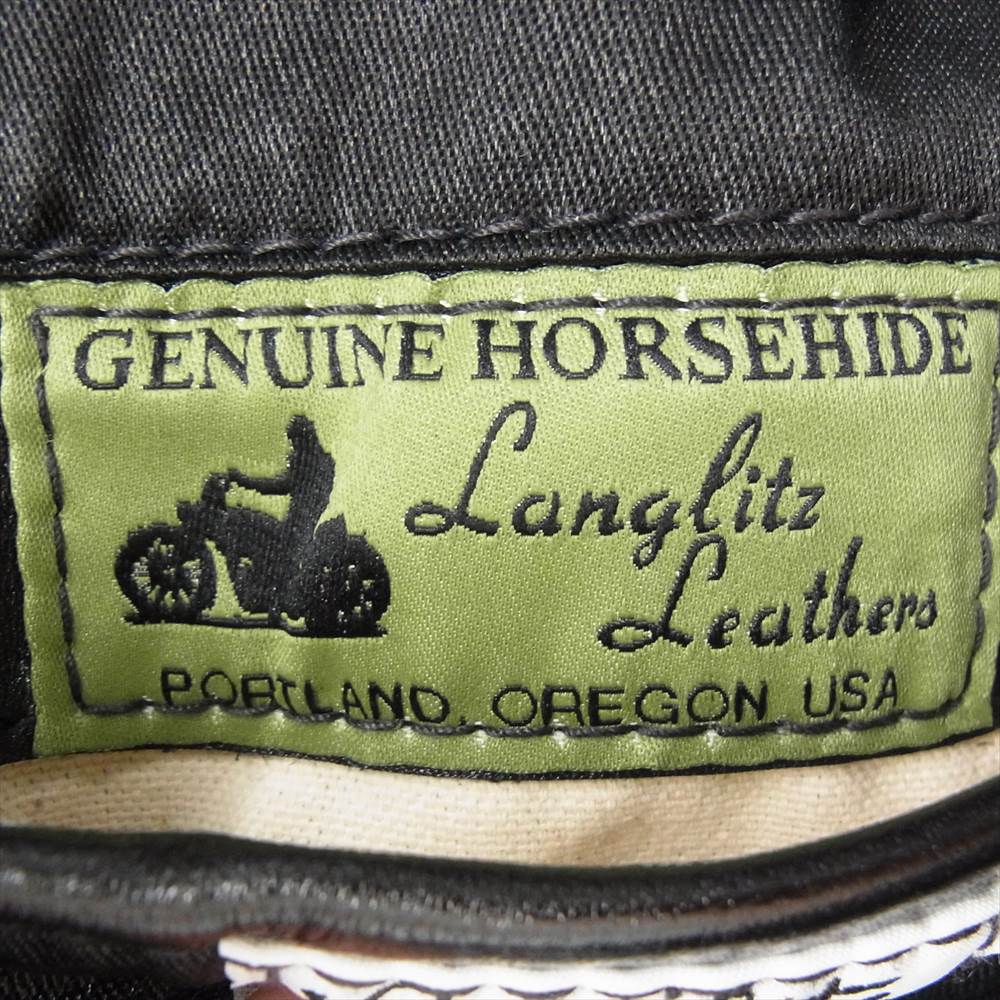 GENUINE HORSEHIDE
Langlitz
Leathers
PORTLAND, OREGON USA